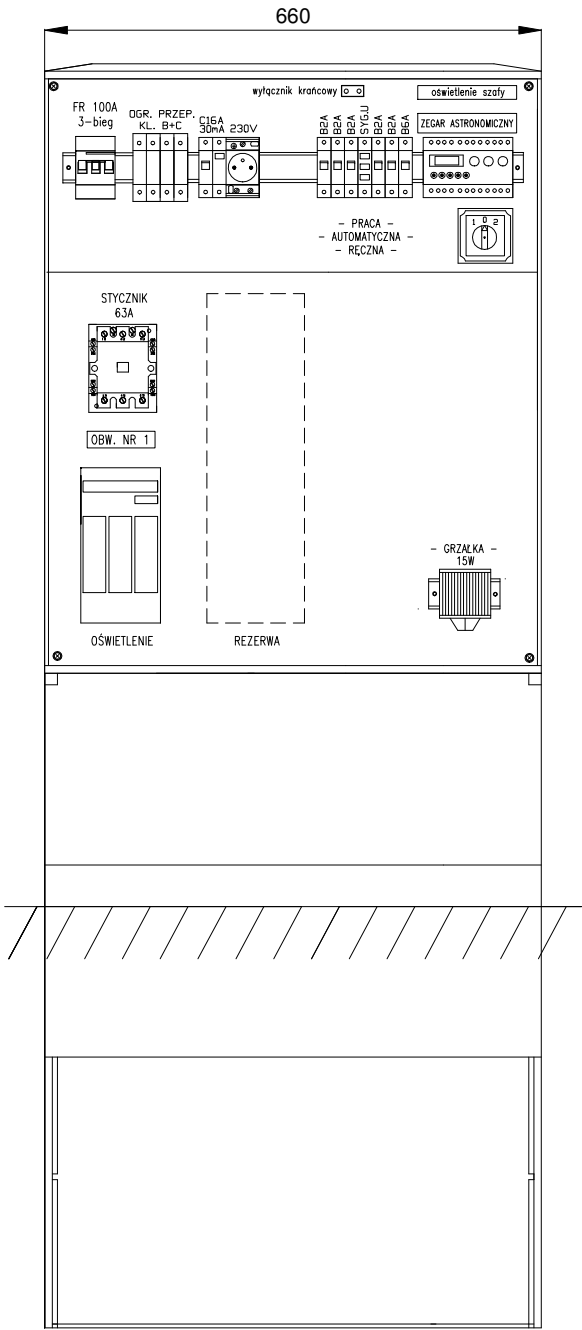 660
wyłącznik krańcowy
oświetlenie szafy
FR 100A
3-bieg
OGR. PRZEP.
KL. B+C
C16A
30mA 230V
B2A
B2A
B2A
SYG.U
B2A
B2A
B6A
ZEGAR ASTRONOMICZNY
- PRACA -
- AUTOMATYCZNA -
- RĘCZNA -
1 0 2
STYCZNIK
63A
OBW. NR 1
- GRZAŁKA -
15W
OŚWIETLENIE
REZERWA